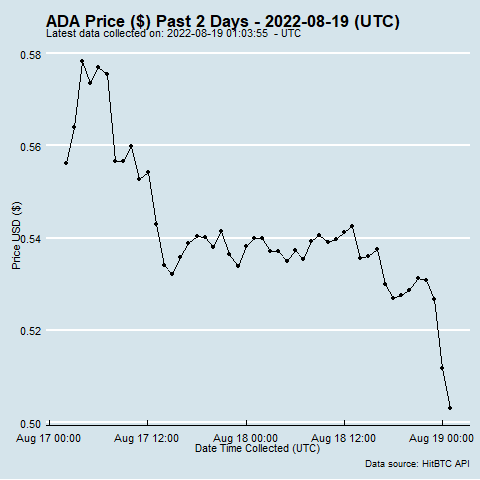 ADA Price ($) Past 2 Days - 2022-08-19 (UTC)
Latest data collected on: 2022-08-19 01:03:55 - UTC
0.58
0.56
0.54
0.52
0.50
Price USD ($)
Aug 17 00:00 Aug 17 12:00 Aug 18 00:00 Aug 18 12:00 Aug 19 00:00
Date Time Collected (UTC)
Data source: HitBTC API